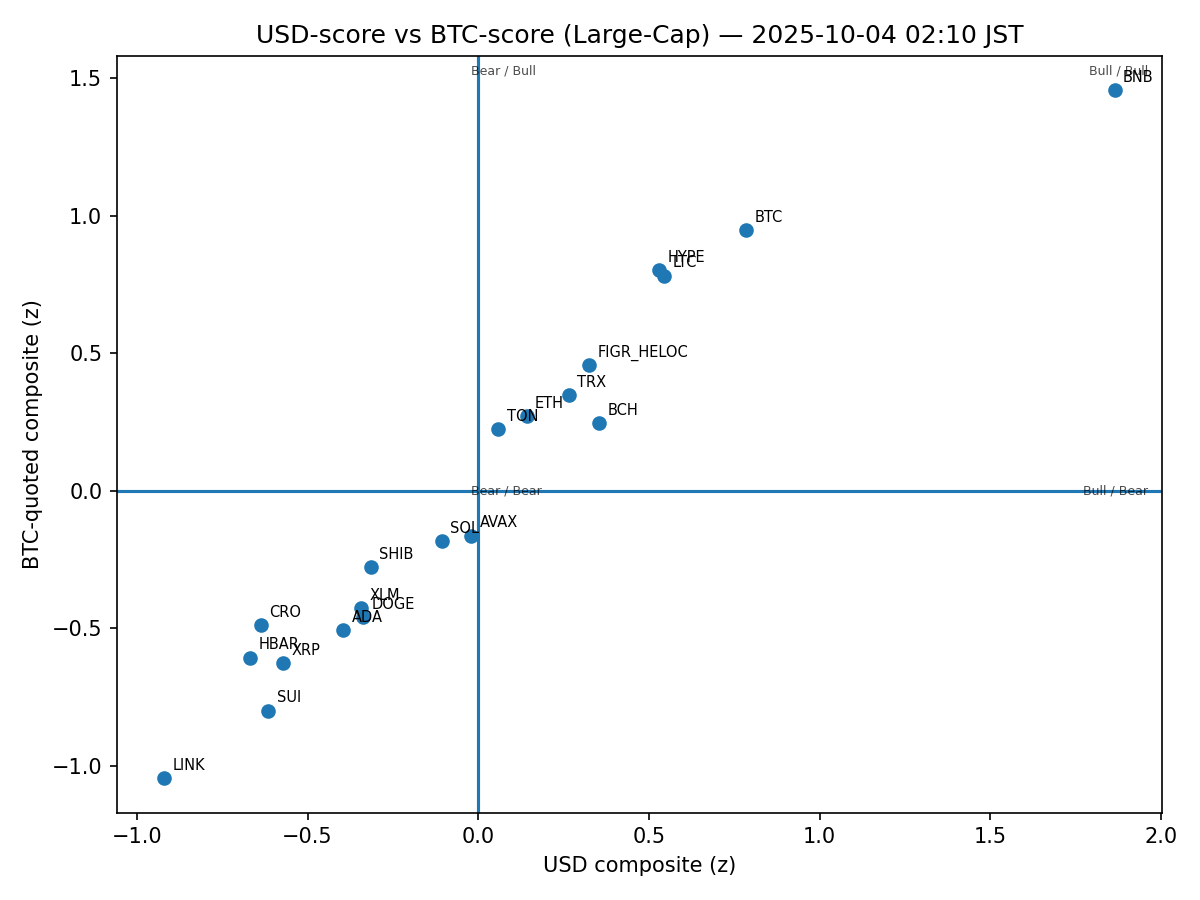 USD-score vs BTC-score (Large-Cap) — 2025-10-04 02:10 JST
Bear / Bull
Bull / Bull
BNB
BTC
HYPE
LTC
FIGR_HELOC
TRX
ETH
BCH
TON
Bear / Bear
Bull / Bear
AVAX
SOL
SHIB
XLM
DOGE
ADA
CRO
HBAR
XRP
SUI
LINK
1.5
1.0
0.5
0.0
−0.5
−1.0
BTC-quoted composite (z)
−1.0
−0.5
0.0
0.5
1.0
1.5
2.0
USD composite (z)